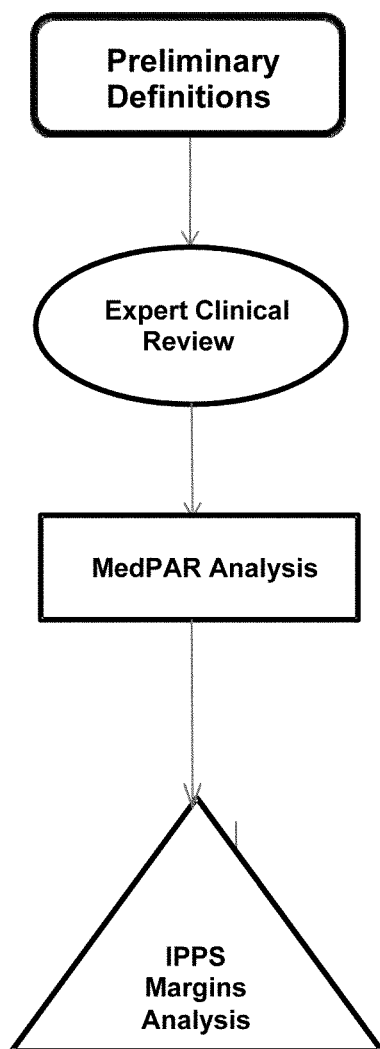 Preliminary
Definitions
Expert Clinical
Review
MedPAR Analysis
IPPS
Margins
Analysis